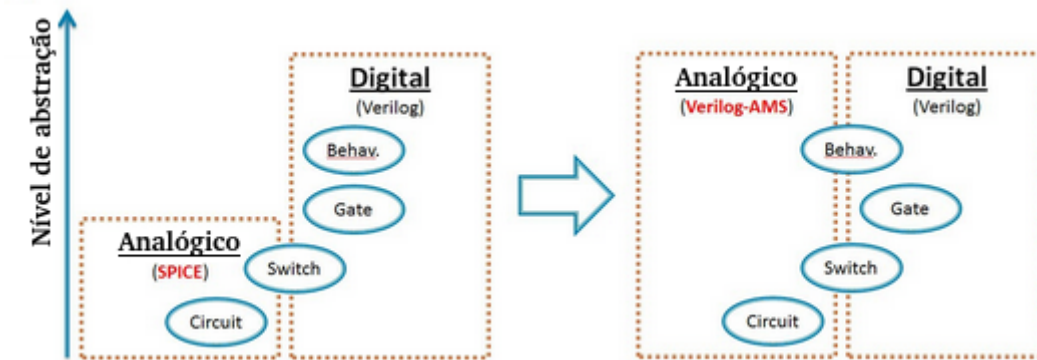 Nível de abstração
Digital
(Verilog)
Behav.
Gate
Analógico
(SPICE)
Switch
Circuit
Analógico
(Verilog-AMS)
Digital
(Verilog)
Behav.
Gate
Switch
Circuit